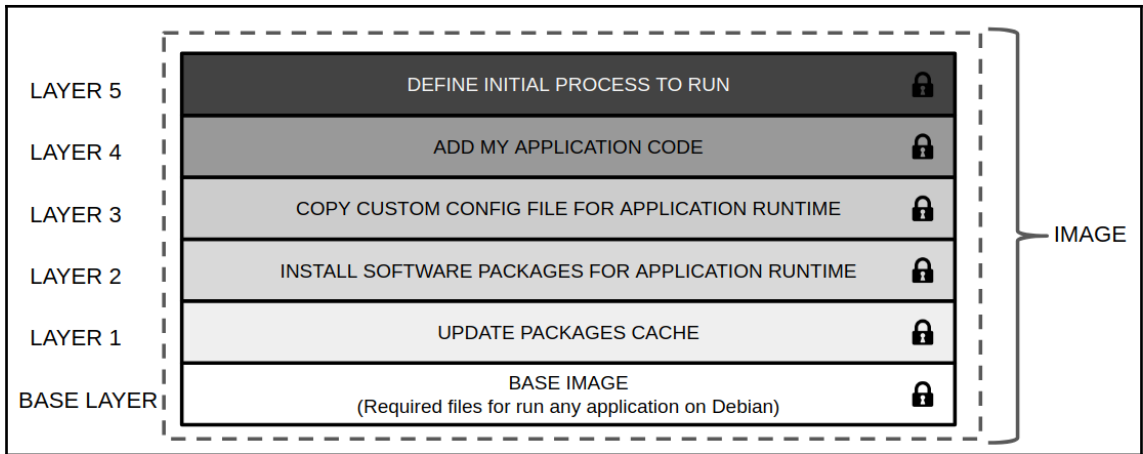 LAYER 5
DEFINE INITIAL PROCESS TO RUN
LAYER 4
ADD MY APPLICATION CODE
LAYER 3
COPY CUSTOM CONFIG FILE FOR APPLICATION RUNTIME
IMAGE
LAYER 2
INSTALL SOFTWARE PACKAGES FOR APPLICATION RUNTIME
LAYER 1
UPDATE PACKAGES CACHE
BASE LAYER
BASE IMAGE
(Required files for run any application on Debian)